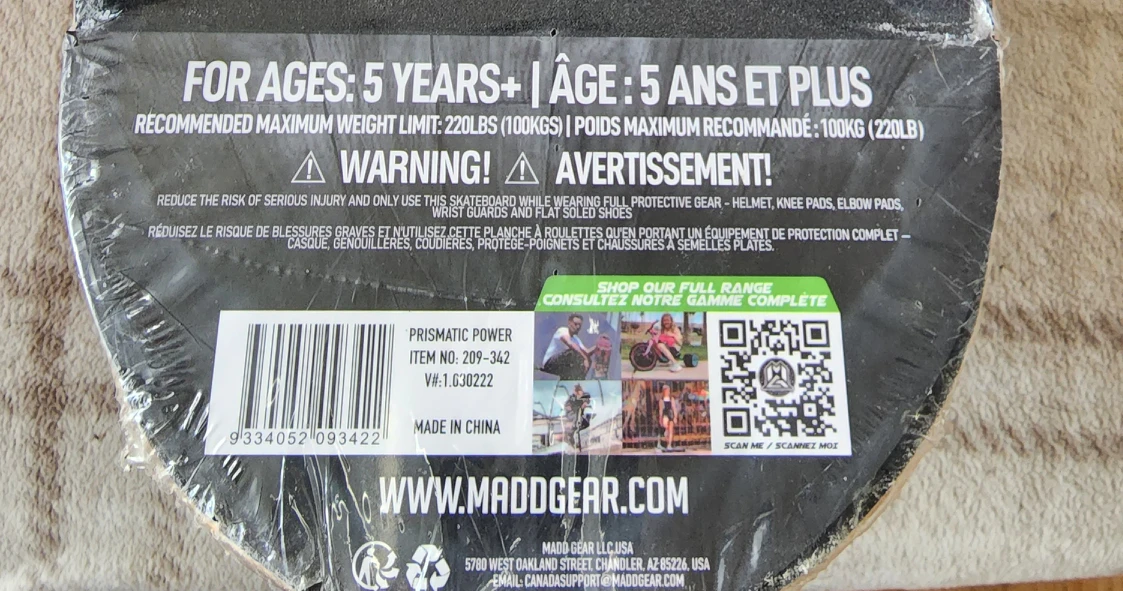 FOR AGES: 5 YEARS+ | ÂGE : 5 ANS ET PLUS
RECOMMENDED MAXIMUM WEIGHT LIMIT: 220LBS (100KGS) | POIDS MAXIMUM RECOMMANDÉ : 100KG (220LB)
WARNING! AVERTISSEMENT!
REDUCE THE RISK OF SERIOUS INJURY AND ONLY USE THIS SKATEBOARD WHILE WEARING FULL PROTECTIVE GEAR - HELMET, KNEE PADS, ELBOW PADS,
WRIST GUARDS AND FLAT SOLED SHOES
RÉDUISEZ LE RISQUE DE BLESSURES GRAVES ET N'UTILISEZ CETTE PLANCHE À ROULETTES QU'EN PORTANT UN ÉQUIPEMENT DE PROTECTION COMPLET –
CASQUE, GENOUILLÈRES, COUDIÈRES, PROTÈGE-POIGNETS ET CHAUSSURES À SEMELLES PLATES.
SHOP OUR FULL RANGE
CONSULTEZ NOTRE GAMME COMPLÈTE
PRISMATIC POWER
ITEM NO: 209-342
V#:1.030222
MADE IN CHINA
9334052 093422
SCAN ME / SCANNEZ MOI
WWW.MADDGEAR.COM
MADD GEAR LLC.USA
5780 WEST OAKLAND STREET, CHANDLER, AZ 85226, USA
EMAIL: CANADASUPPORT@MADDGEAR.COM